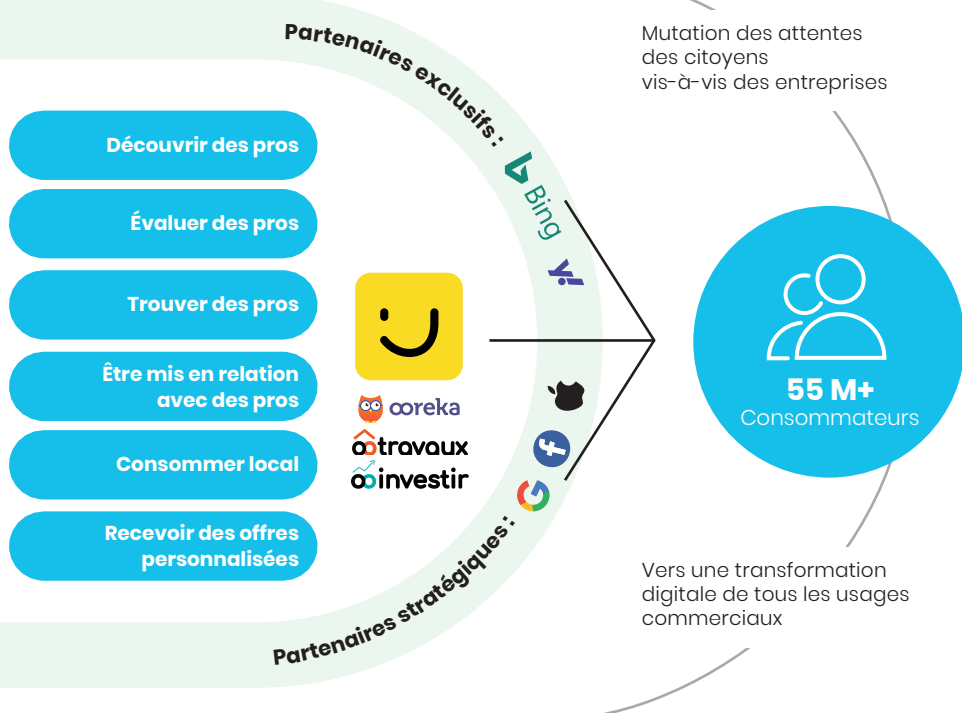 Partenaires exclusifs :
Bing
Mutation des attentes
des citoyens
vis-à-vis des entreprises
Découvrir des pros
Évaluer des pros
Trouver des pros
Être mis en relation
avec des pros
Consommer local
Recevoir des offres
personnalisées
ooreka
ootravaux
ooinvestir
55 M+
Consommateurs
Partenaires stratégiques :
Vers une transformation
digitale de tous les usages
commerciaux